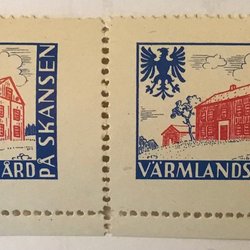 ÅRD
PÅ SKANSEN
VÄRMLANDS